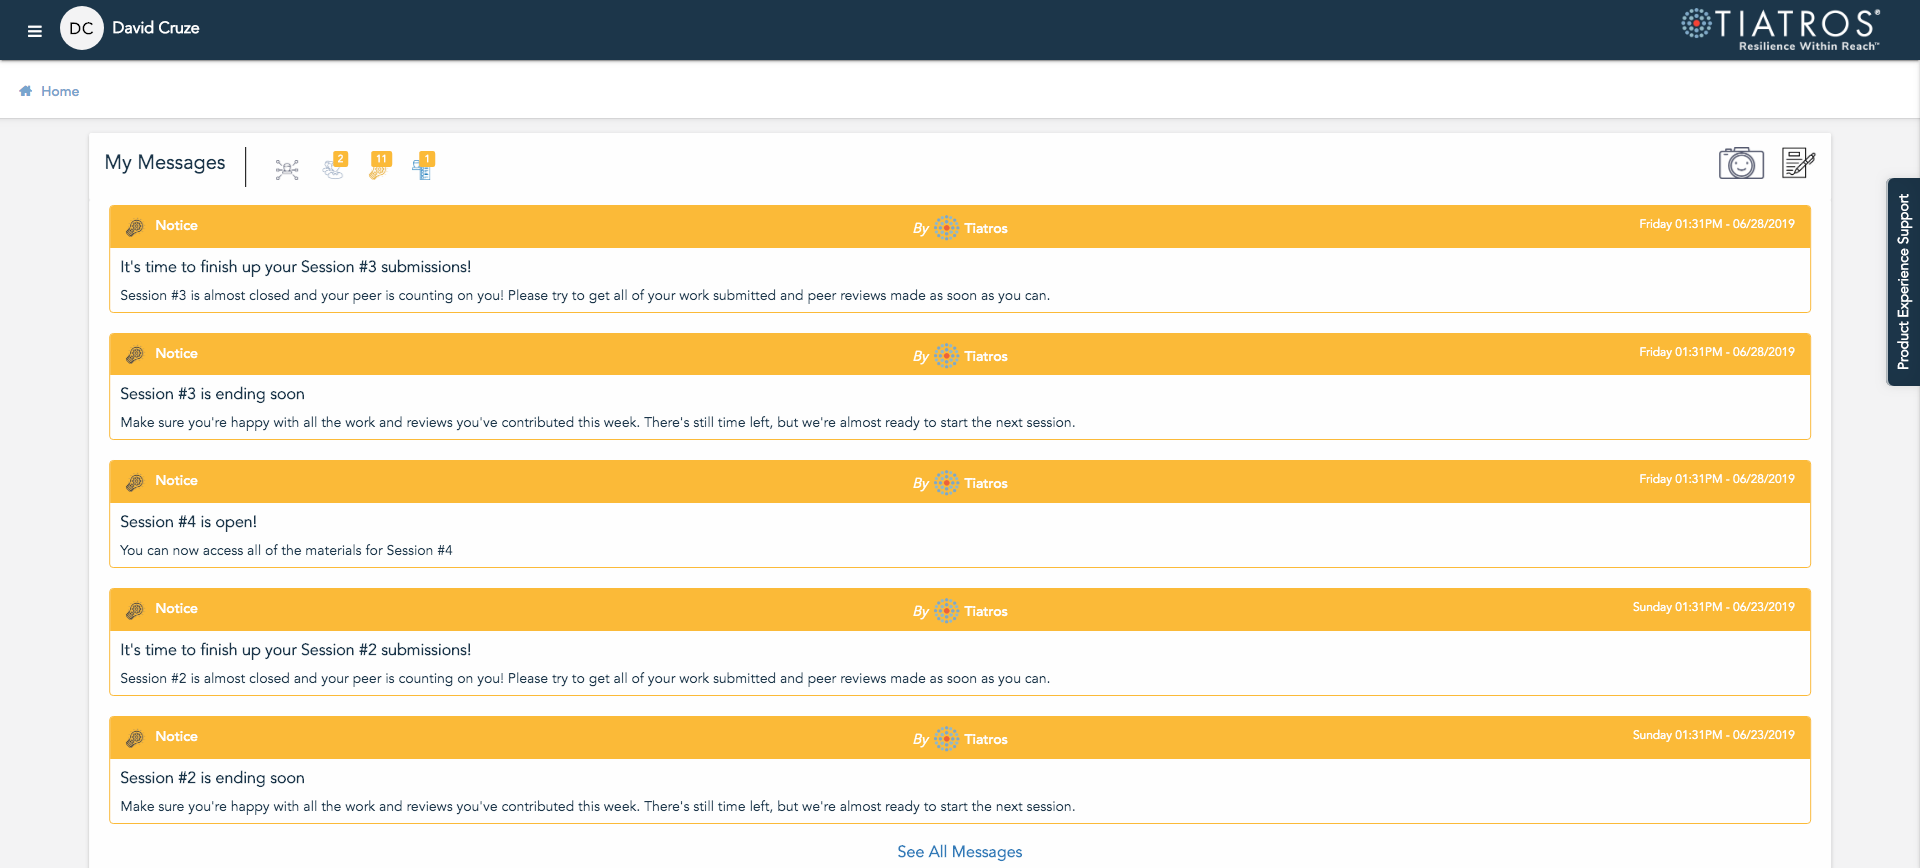 DC David Cruze
TIATROS®
Resilience Within Reach™
Home
My Messages
2 11 1
Notice By Tiatros Friday 01:31PM - 06/28/2019
It's time to finish up your Session #3 submissions!
Session #3 is almost closed and your peer is counting on you! Please try to get all of your work submitted and peer reviews made as soon as you can.
Notice By Tiatros Friday 01:31PM - 06/28/2019
Session #3 is ending soon
Make sure you're happy with all the work and reviews you've contributed this week. There's still time left, but we're almost ready to start the next session.
Notice By Tiatros Friday 01:31PM - 06/28/2019
Session #4 is open!
You can now access all of the materials for Session #4
Notice By Tiatros Sunday 01:31PM - 06/23/2019
It's time to finish up your Session #2 submissions!
Session #2 is almost closed and your peer is counting on you! Please try to get all of your work submitted and peer reviews made as soon as you can.
Notice By Tiatros Sunday 01:31PM - 06/23/2019
Session #2 is ending soon
Make sure you're happy with all the work and reviews you've contributed this week. There's still time left, but we're almost ready to start the next session.
See All Messages
Product Experience Support